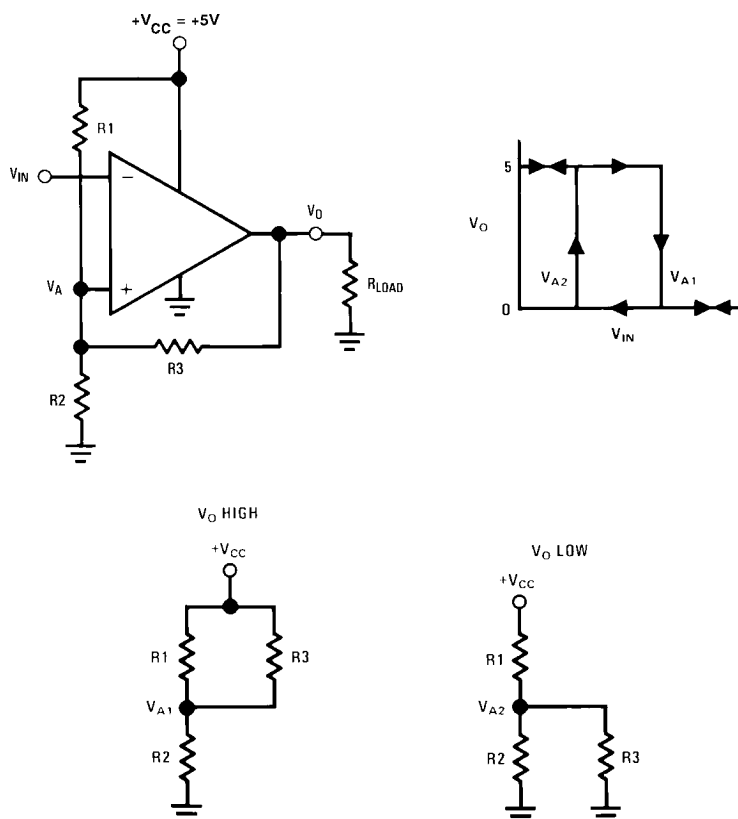 +VCC = +5V
R1
VIN
−
VO
VA
+
RLOAD
R3
R2
5
VO
VA2
VA1
0
VIN
VO HIGH
+VCC
R1
R3
VA1
R2
VO LOW
+VCC
R1
VA2
R2
R3